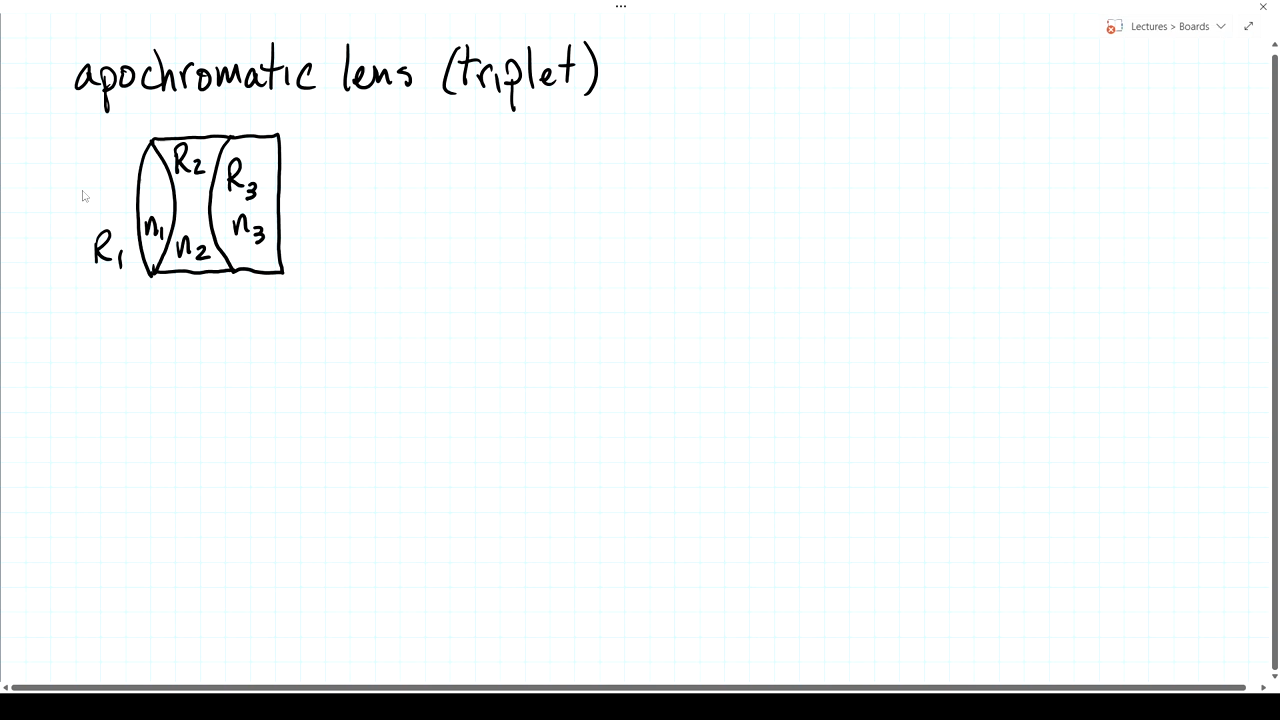 ...
Lectures > Boards
apochromatic lens (triplet)
R₂
R₃
n₁
n₂
n₃
R₁